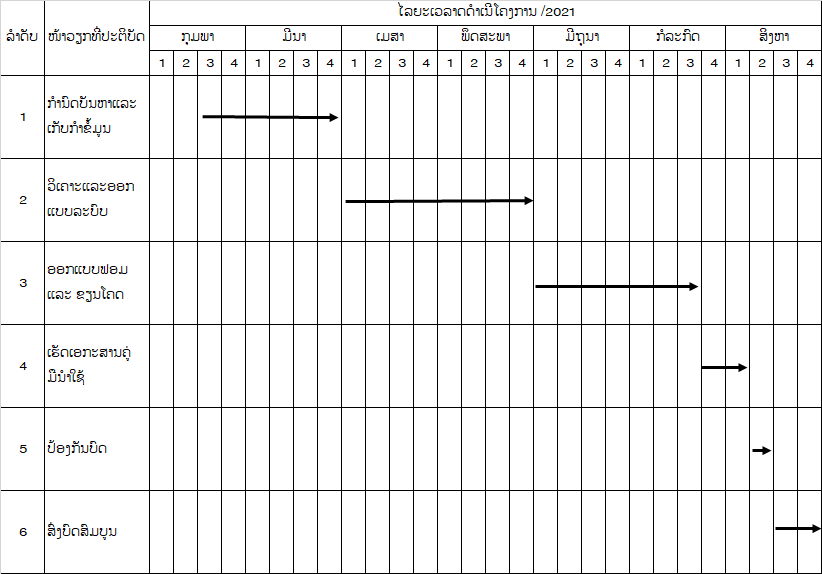 ໄລຍະເວລາດດຳເນີໂຄງການ /2021
ລຳດັບ ໜ້າວຽກທີ່ປະຕິບັດ ກຸມພາ ມີນາ ເມສາ ພຶດສະພາ ມິຖຸນາ ກໍລະກົດ ສິງຫາ
1 2 3 4 1 2 3 4 1 2 3 4 1 2 3 4 1 2 3 4 1 2 3 4 1 2 3 4
1 ກຳນົດບັນຫາແລະ
ເກັບກຳຂໍ້ມູນ
2 ວິເຄາະແລະອອກ
ແບບລະບົບ
3 ອອກແບບຟອມ
ແລະ ຂຽນໂຄດ
4 ເຮັດເອກະສານຄູ່
ມືນຳໃຊ້
5 ປ້ອງກັນບົດ
6 ສົ່ງບົດສົມບູນ